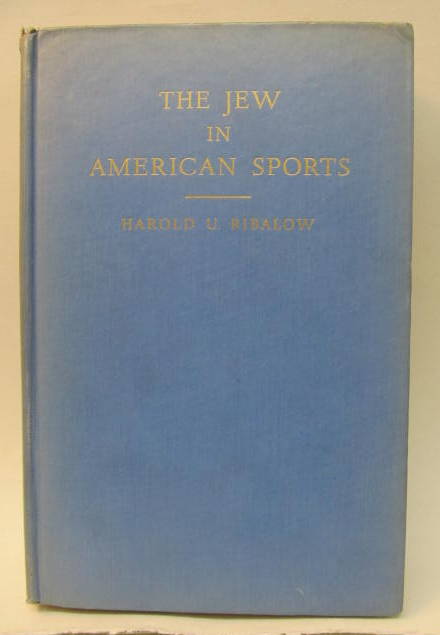 THE JEW
IN
AMERICAN SPORTS
HAROLD U. RIBALOW